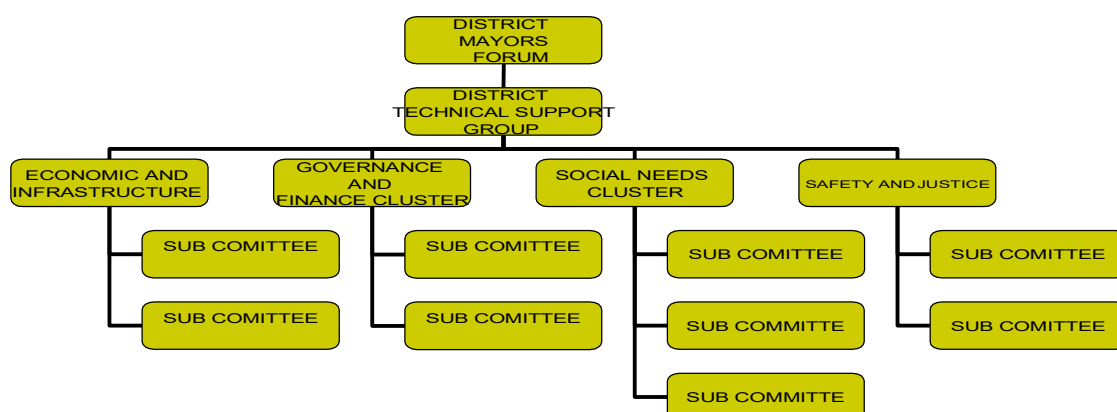 DISTRICT
MAYORS
FORUM
DISTRICT
TECHNICAL SUPPORT
GROUP
ECONOMIC AND
INFRASTRUCTURE
GOVERNANCE
AND
FINANCE CLUSTER
SOCIAL NEEDS
CLUSTER
SAFETY AND JUSTICE
SUB COMITTEE
SUB COMITTEE
SUB COMITTEE
SUB COMITTEE
SUB COMITTEE
SUB COMITTEE
SUB COMMITTE
SUB COMITTEE
SUB COMMITTE